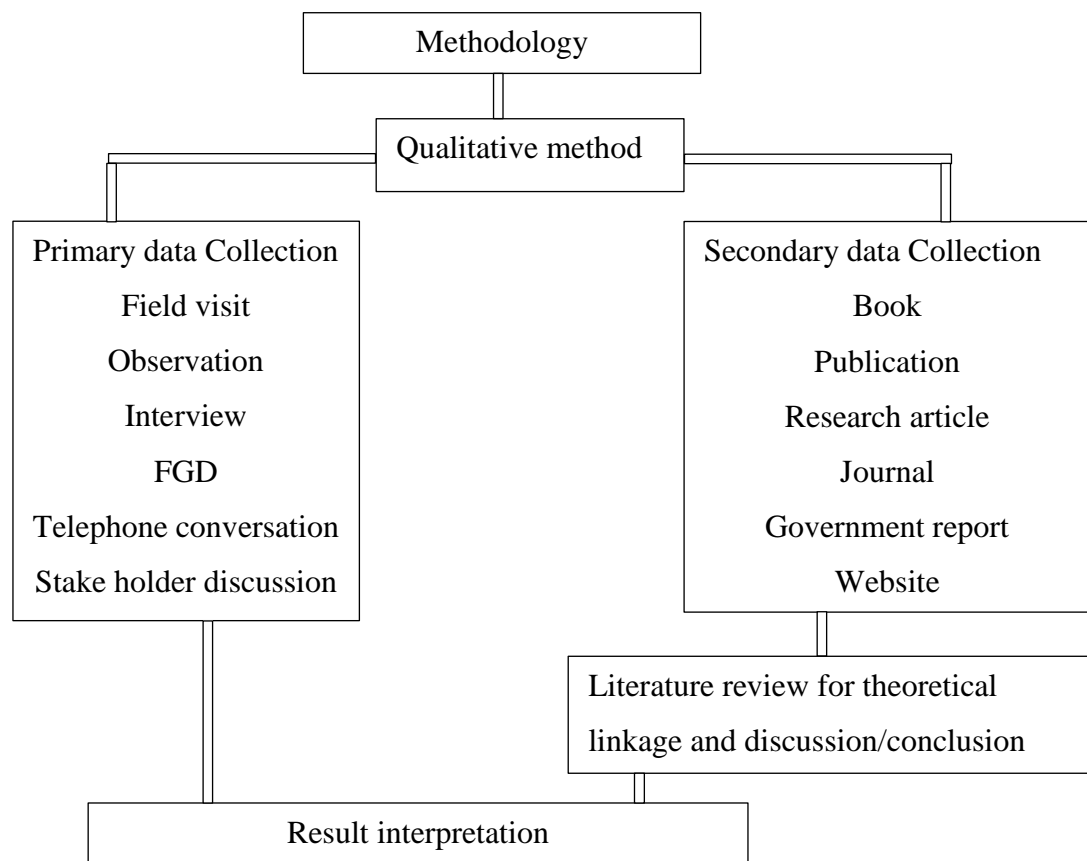 Methodology
Qualitative method
Primary data Collection
Field visit
Observation
Interview
FGD
Telephone conversation
Stake holder discussion
Secondary data Collection
Book
Publication
Research article
Journal
Government report
Website
Literature review for theoretical
linkage and discussion/conclusion
Result interpretation